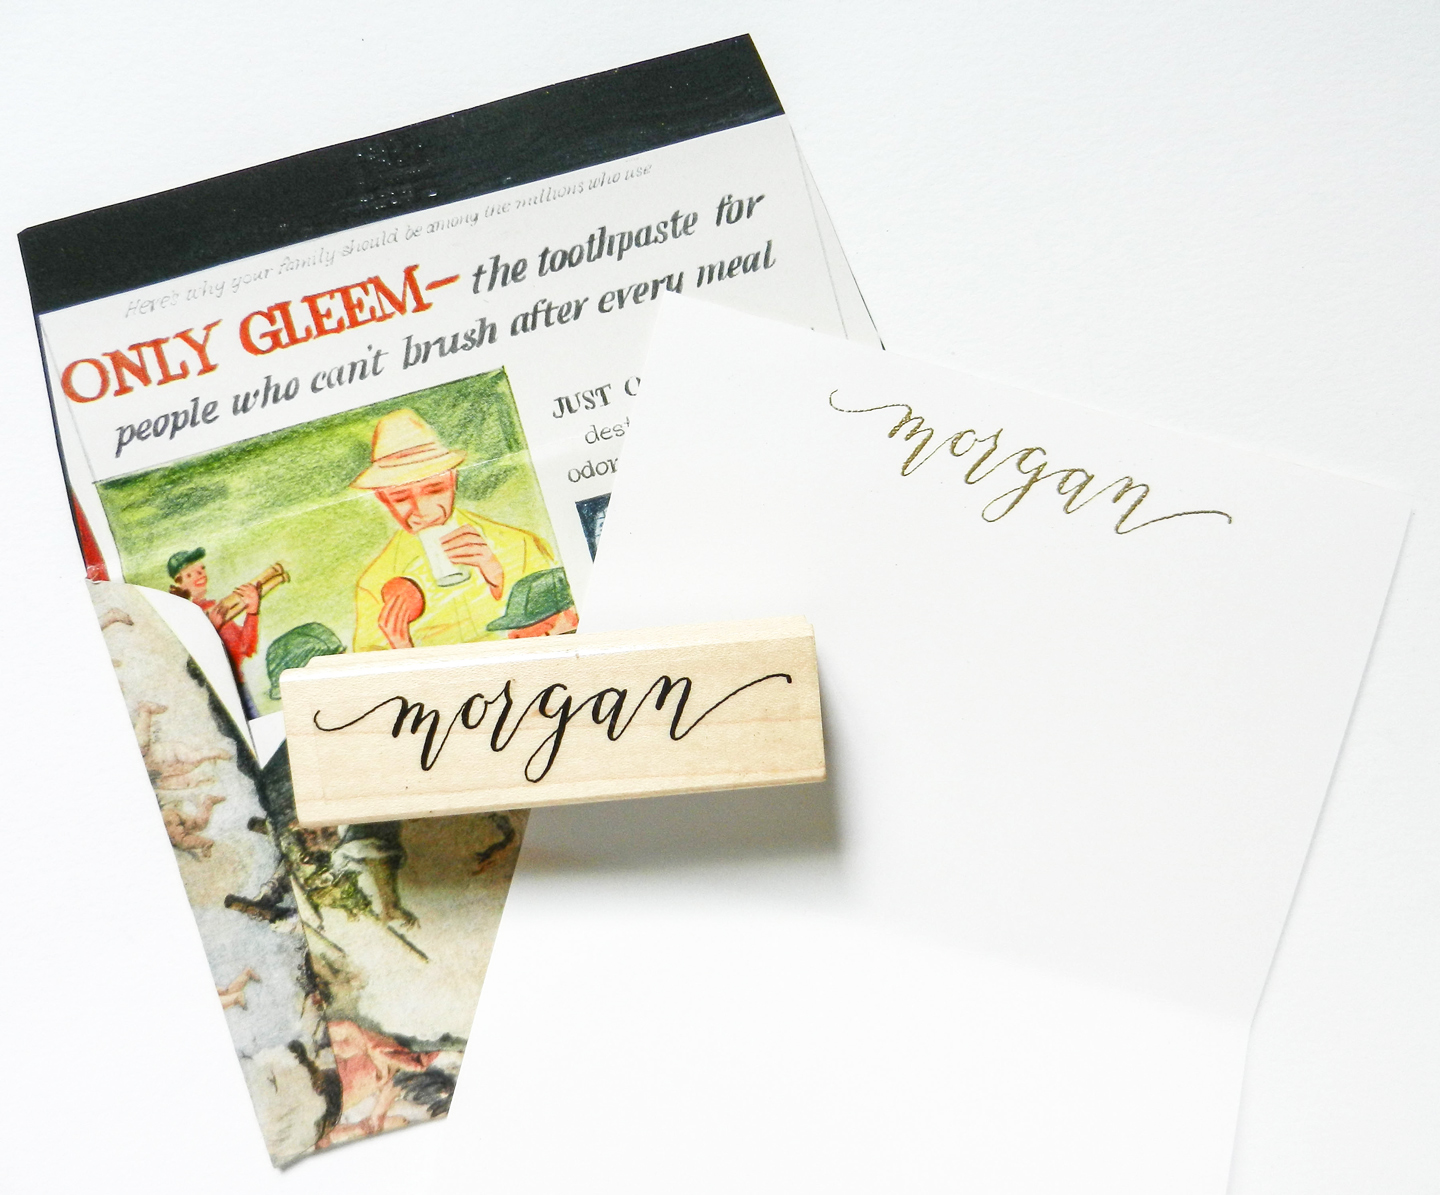 Here's why your family should be among the millions who use
ONLY GLEEM— the toothpaste for
people who can't brush after every meal
JUST
morgan
morgan